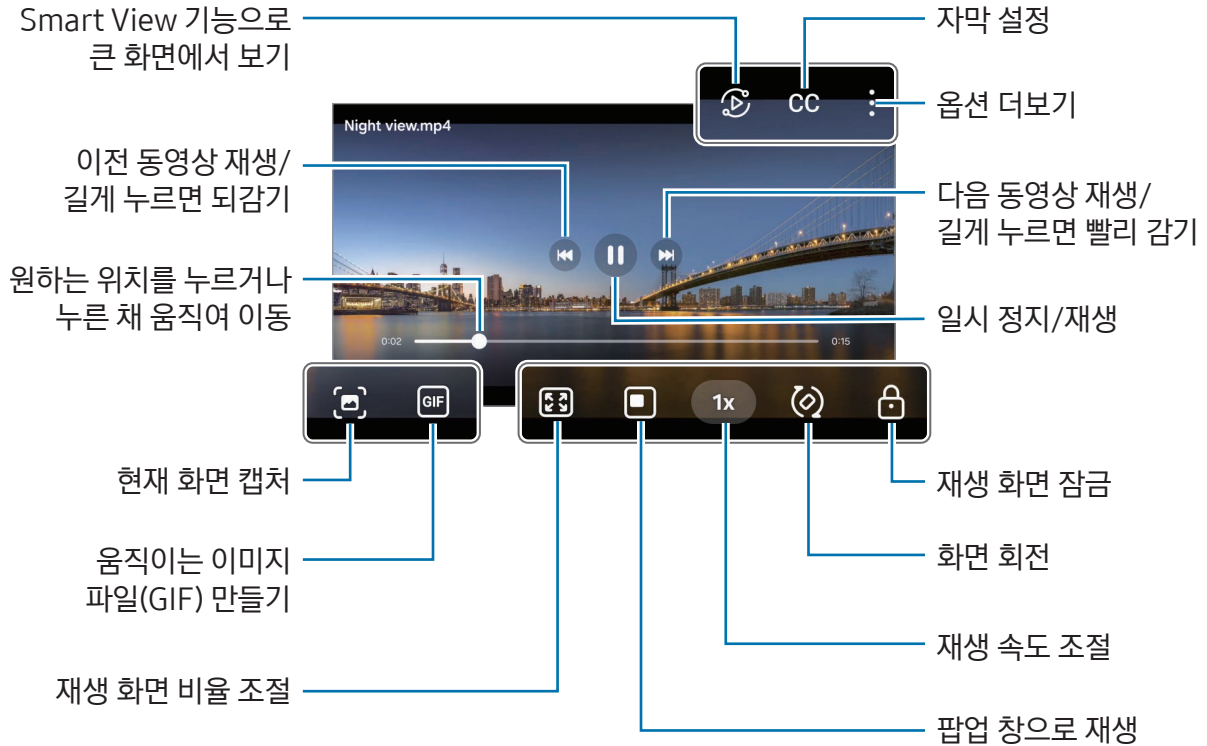 Smart View 기능으로
큰 화면에서 보기
자막 설정
CC
옵션 더보기
Night view.mp4
이전 동영상 재생/
길게 누르면 되감기
다음 동영상 재생/
길게 누르면 빨리 감기
원하는 위치를 누르거나
누른 채 움직여 이동
일시 정지/재생
0:02
0:15
GIF
1x
현재 화면 캡처
재생 화면 잠금
움직이는 이미지
파일(GIF) 만들기
화면 회전
재생 속도 조절
재생 화면 비율 조절
팝업 창으로 재생